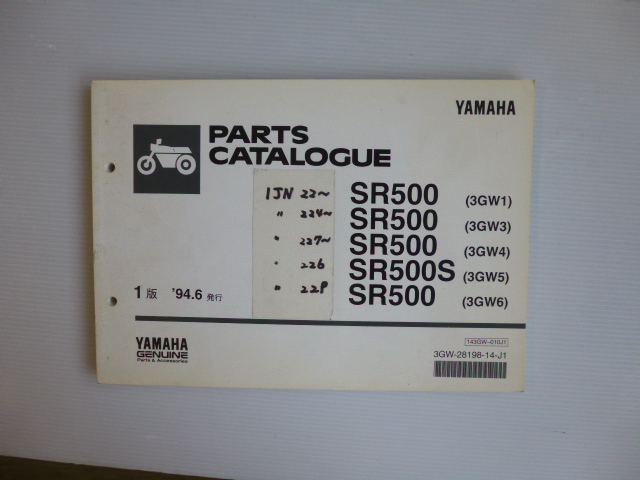 YAMAHA
PARTS
CATALOGUE
1JN 22~ SR500 (3GW1)
〃 224~ SR500 (3GW3)
〃 227~ SR500 (3GW4)
〃 226 SR500S (3GW5)
〃 22P SR500 (3GW6)
1版 '94.6 発行
YAMAHA
GENUINE
Parts & Accessories
143GW-010J1
3GW-28198-14-J1